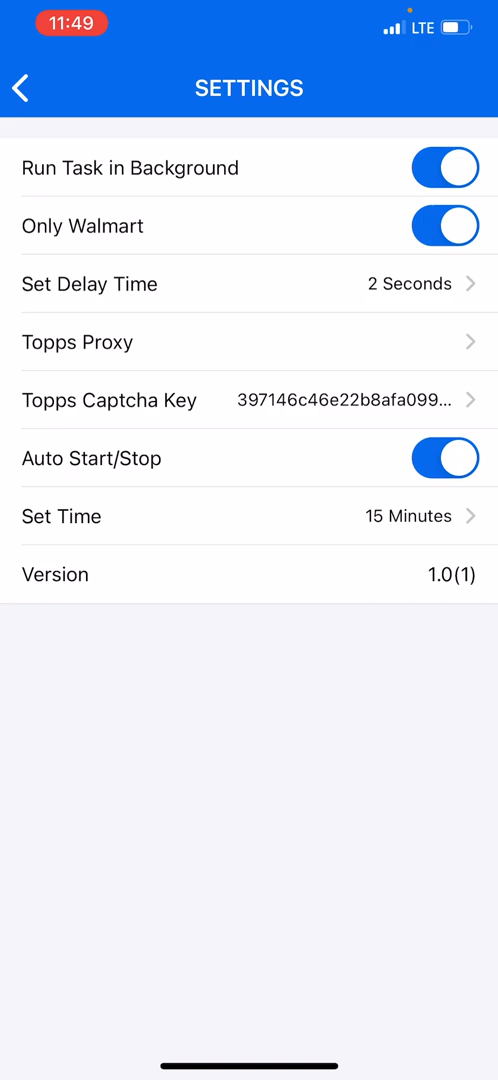 11:49
LTE
SETTINGS
Run Task in Background
Only Walmart
Set Delay Time 2 Seconds
Topps Proxy
Topps Captcha Key 397146c46e22b8afa099...
Auto Start/Stop
Set Time 15 Minutes
Version 1.0(1)